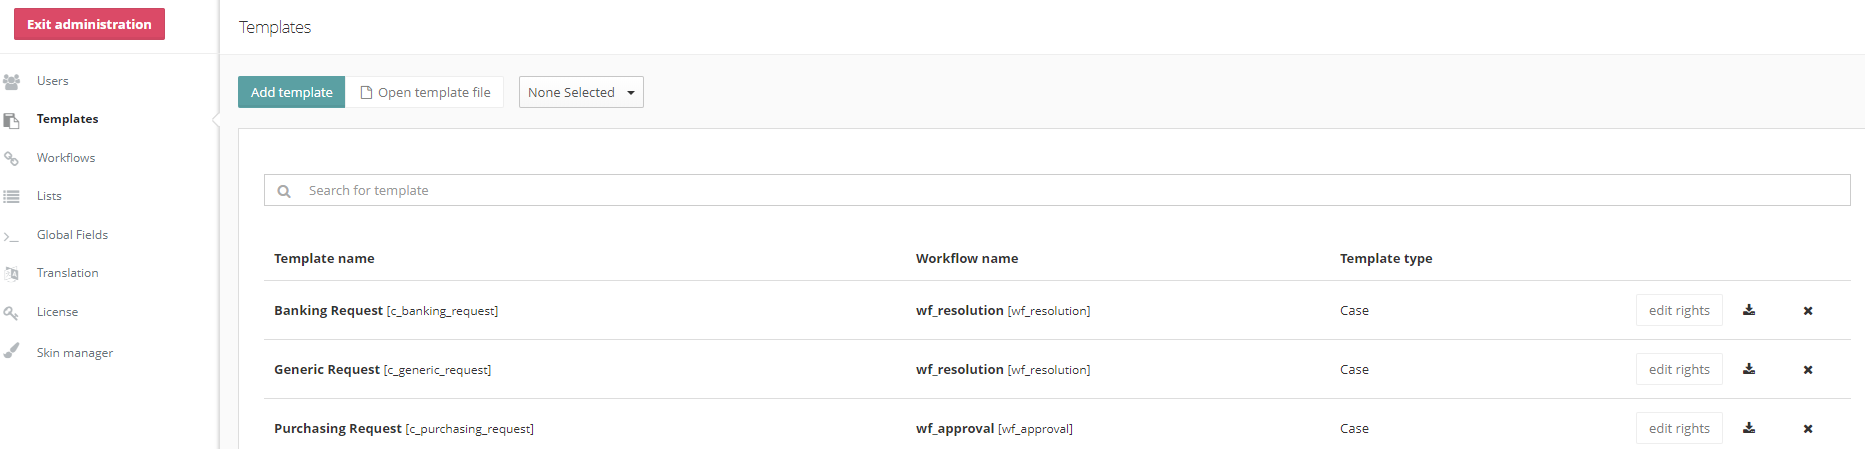 Exit administration
Templates
Users
Templates
Workflows
Lists
Global Fields
Translation
License
Skin manager
Add template
Open template file
None Selected
Search for template
Template name Workflow name Template type
Banking Request [c_banking_request] wf_resolution [wf_resolution] Case edit rights
Generic Request [c_generic_request] wf_resolution [wf_resolution] Case edit rights
Purchasing Request [c_purchasing_request] wf_approval [wf_approval] Case edit rights